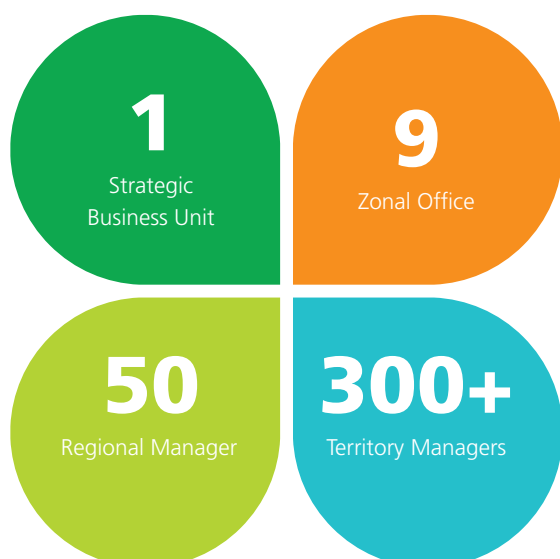 1
Strategic
Business Unit
9
Zonal Office
50
Regional Manager
300+
Territory Managers